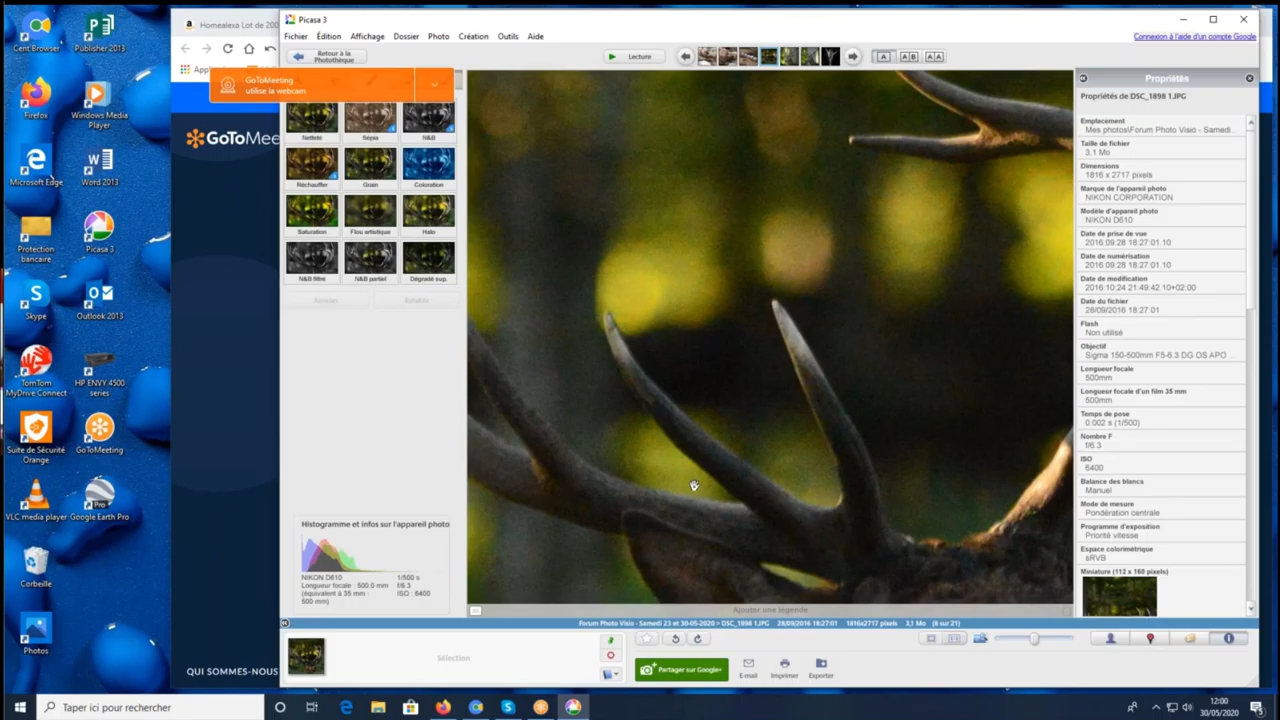 Cent Browser
Publisher 2013
Firefox
Windows Media
Player
Microsoft Edge
Word 2013
Protection
bancaire
Picasa 3
Skype
Outlook 2013
TomTom
MyDrive Connect
HP ENVY 4500
series
Suite de Sécurité
Orange
GoToMeeting
VLC media player
Google Earth Pro
Pro
Corbeille
Photos
Homealexa Lot de 200
GoToMee
QUI SOMMES-NOUS
Picasa 3
Fichier
Édition
Affichage
Dossier
Photo
Création
Outils
Aide
Connexion à l'aide d'un compte Google
Retour à la
Photothèque
Lecture
A
AB
AA
GoToMeeting
utilise la webcam
Netteté
Sépia
N&B
Réchauffer
Grain
Coloration
Saturation
Flou artistique
Halo
N&B filtré
N&B partiel
Dégradé sup.
Annuler
Rétablir
Histogramme et infos sur l'appareil photo
NIKON D610
1/500 s
Longueur focale : 500.0 mm
f/6.3
(équivalent à 35 mm :
ISO : 6400
500 mm)
Propriétés
Propriétés de DSC_1898 1.JPG
Emplacement
Mes photos\Forum Photo Visio - Samedi...
Taille de fichier
3.1 Mo
Dimensions
1816 x 2717 pixels
Marque de l'appareil photo
NIKON CORPORATION
Modèle d'appareil photo
NIKON D610
Date de prise de vue
2016:09:28 18:27:01.10
Date de numérisation
2016:09:28 18:27:01.10
Date de modification
2016:10:24 21:49:42.10+02:00
Date du fichier
28/09/2016 18:27:01
Flash
Non utilisé
Objectif
Sigma 150-500mm F5-6.3 DG OS APO ...
Longueur focale
500mm
Longueur focale d'un film 35 mm
500mm
Temps de pose
0.002 s (1/500)
Nombre F
f/6.3
ISO
6400
Balance des blancs
Manuel
Mode de mesure
Pondération centrale
Programme d'exposition
Priorité vitesse
Espace colorimétrique
sRVB
Miniature (112 x 160 pixels)
Ajouter une légende
Forum Photo Visio - Samedi 23 et 30-05-2020 > DSC_1898 1.JPG 28/09/2016 18:27:01 1816x2717 pixels 3,1 Mo (8 sur 21)
Sélection
Partager sur Google+
E-mail
Imprimer
Exporter
Taper ici pour rechercher
12:00
30/05/2020